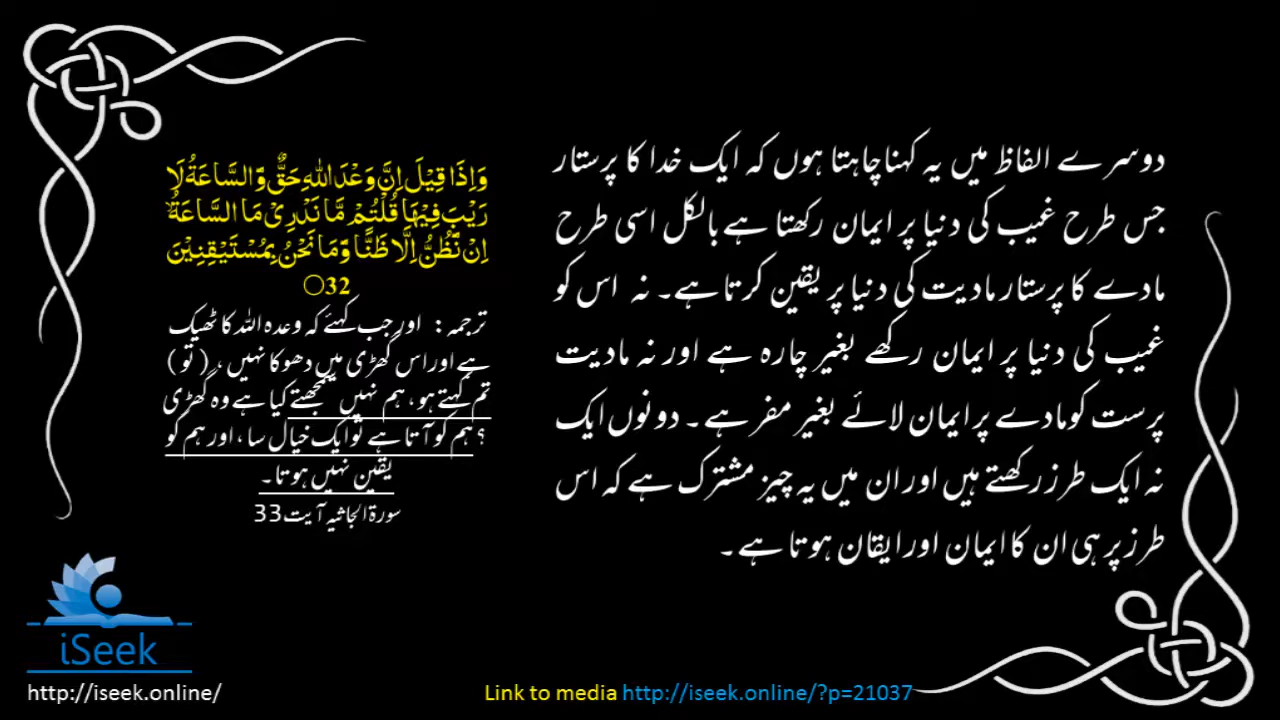 دوسرے الفاظ میں یہ کہنا چاہتا ہوں کہ ایک خدا کا پرستار
جس طرح غیب کی دنیا پر ایمان رکھتا ہے بالکل اسی طرح
مادے کا پرستار مادیت کی دنیا پر یقین کرتا ہے۔ نہ اس کو
غیب کی دنیا پر ایمان رکھے بغیر چارہ ہے اور نہ مادیت
پرست کو مادے پر ایمان لائے بغیر مفر ہے۔ دونوں ایک
نہ ایک طرز رکھتے ہیں اور ان میں یہ چیز مشترک ہے کہ اس
طرز پر ہی ان کا ایمان اور ایقان ہوتا ہے۔
وَاِذَا قِيْلَ اِنَّ وَعْدَ اللّٰهِ حَقٌّ وَّالسَّاعَةُ لَا
رَيْبَ فِيْهَا قُلْتُمْ مَّا نَدْرِيْ مَا السَّاعَةُ ۙ
اِنْ نَّظُنُّ اِلَّا ظَنًّا وَّمَا نَحْنُ بِمُسْتَيْقِنِيْنَ
32○
ترجمہ: اور جب کہئے کہ وعدہ اللہ کا ٹھیک
ہے اور اس گھڑی میں دھوکا نہیں، (تو)
تم کہتے ہو، ہم نہیں سمجھتے کیا ہے وہ گھڑی
؟ ہم کو آتا ہے تو ایک خیال سا، اور ہم کو
یقین نہیں ہوتا۔
سورۃ الجاثیہ آیت 33
iSeek
http://iseek.online/
Link to media http://iseek.online/?p=21037